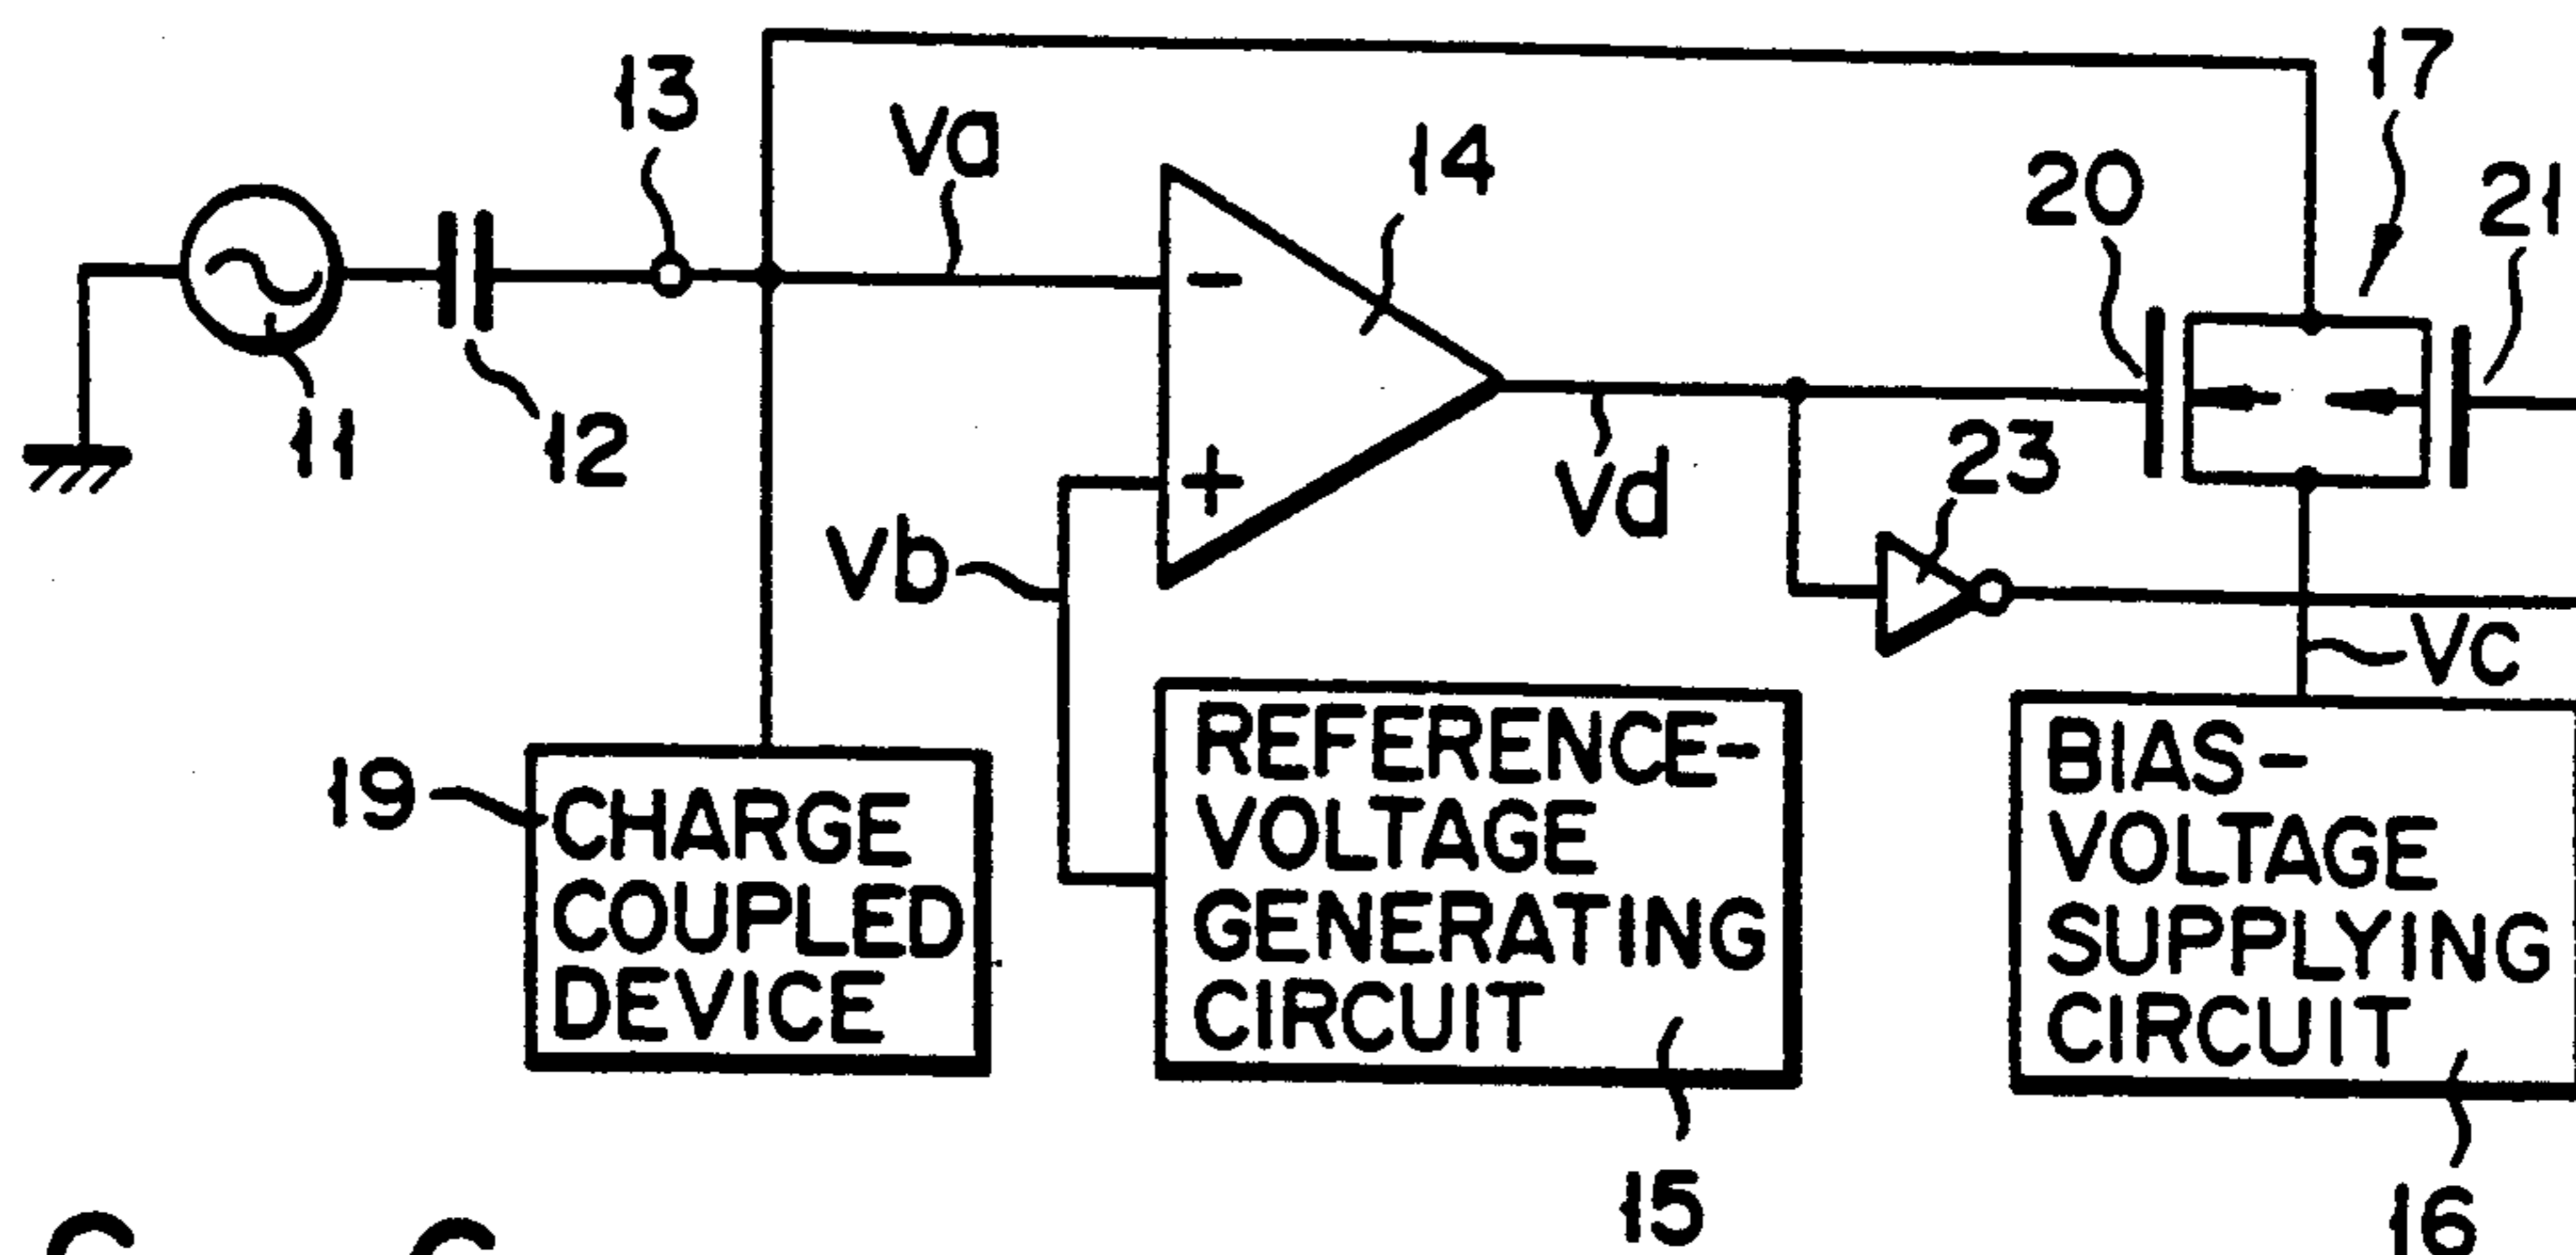 13
17
Va
14
20
21
-
11
12
+
Vb
Vd
23
Vc
19
CHARGE
COUPLED
DEVICE
REFERENCE-
VOLTAGE
GENERATING
CIRCUIT
BIAS-
VOLTAGE
SUPPLYING
CIRCUIT
15
16